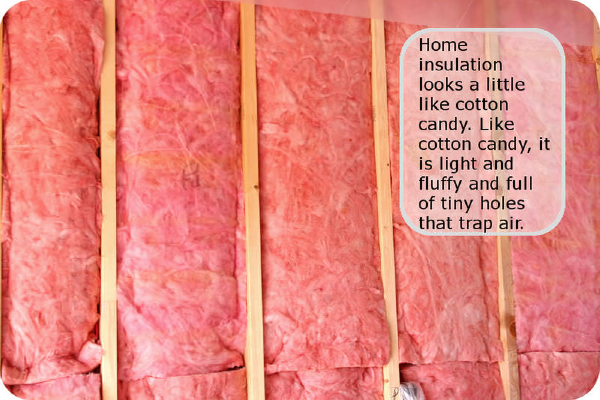 Home
insulation
looks a little
like cotton
candy. Like
cotton candy, it
is light and
fluffy and full
of tiny holes
that trap air.